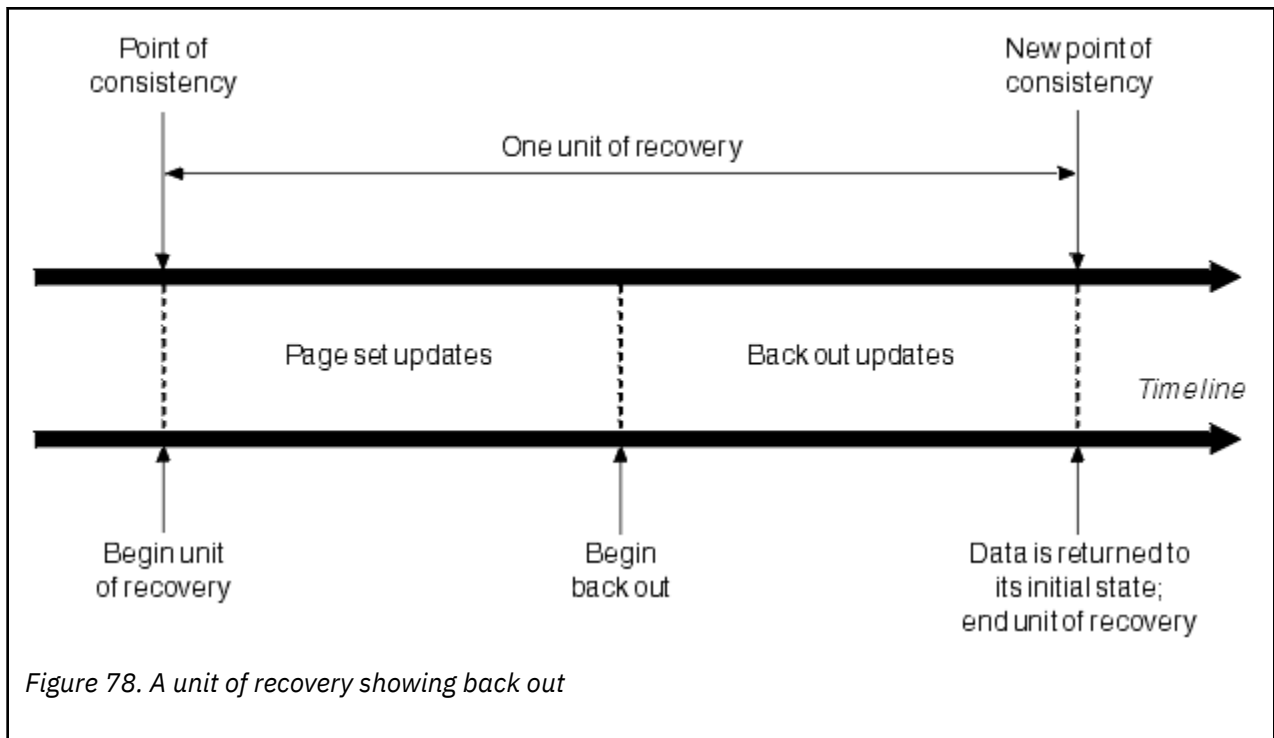 Point of
consistency
New point of
consistency
One unit of recovery
Page set updates
Back out updates
Timeline
Begin unit
of recovery
Begin
back out
Data is returned to
its initial state;
end unit of recovery
Figure 78. A unit of recovery showing back out